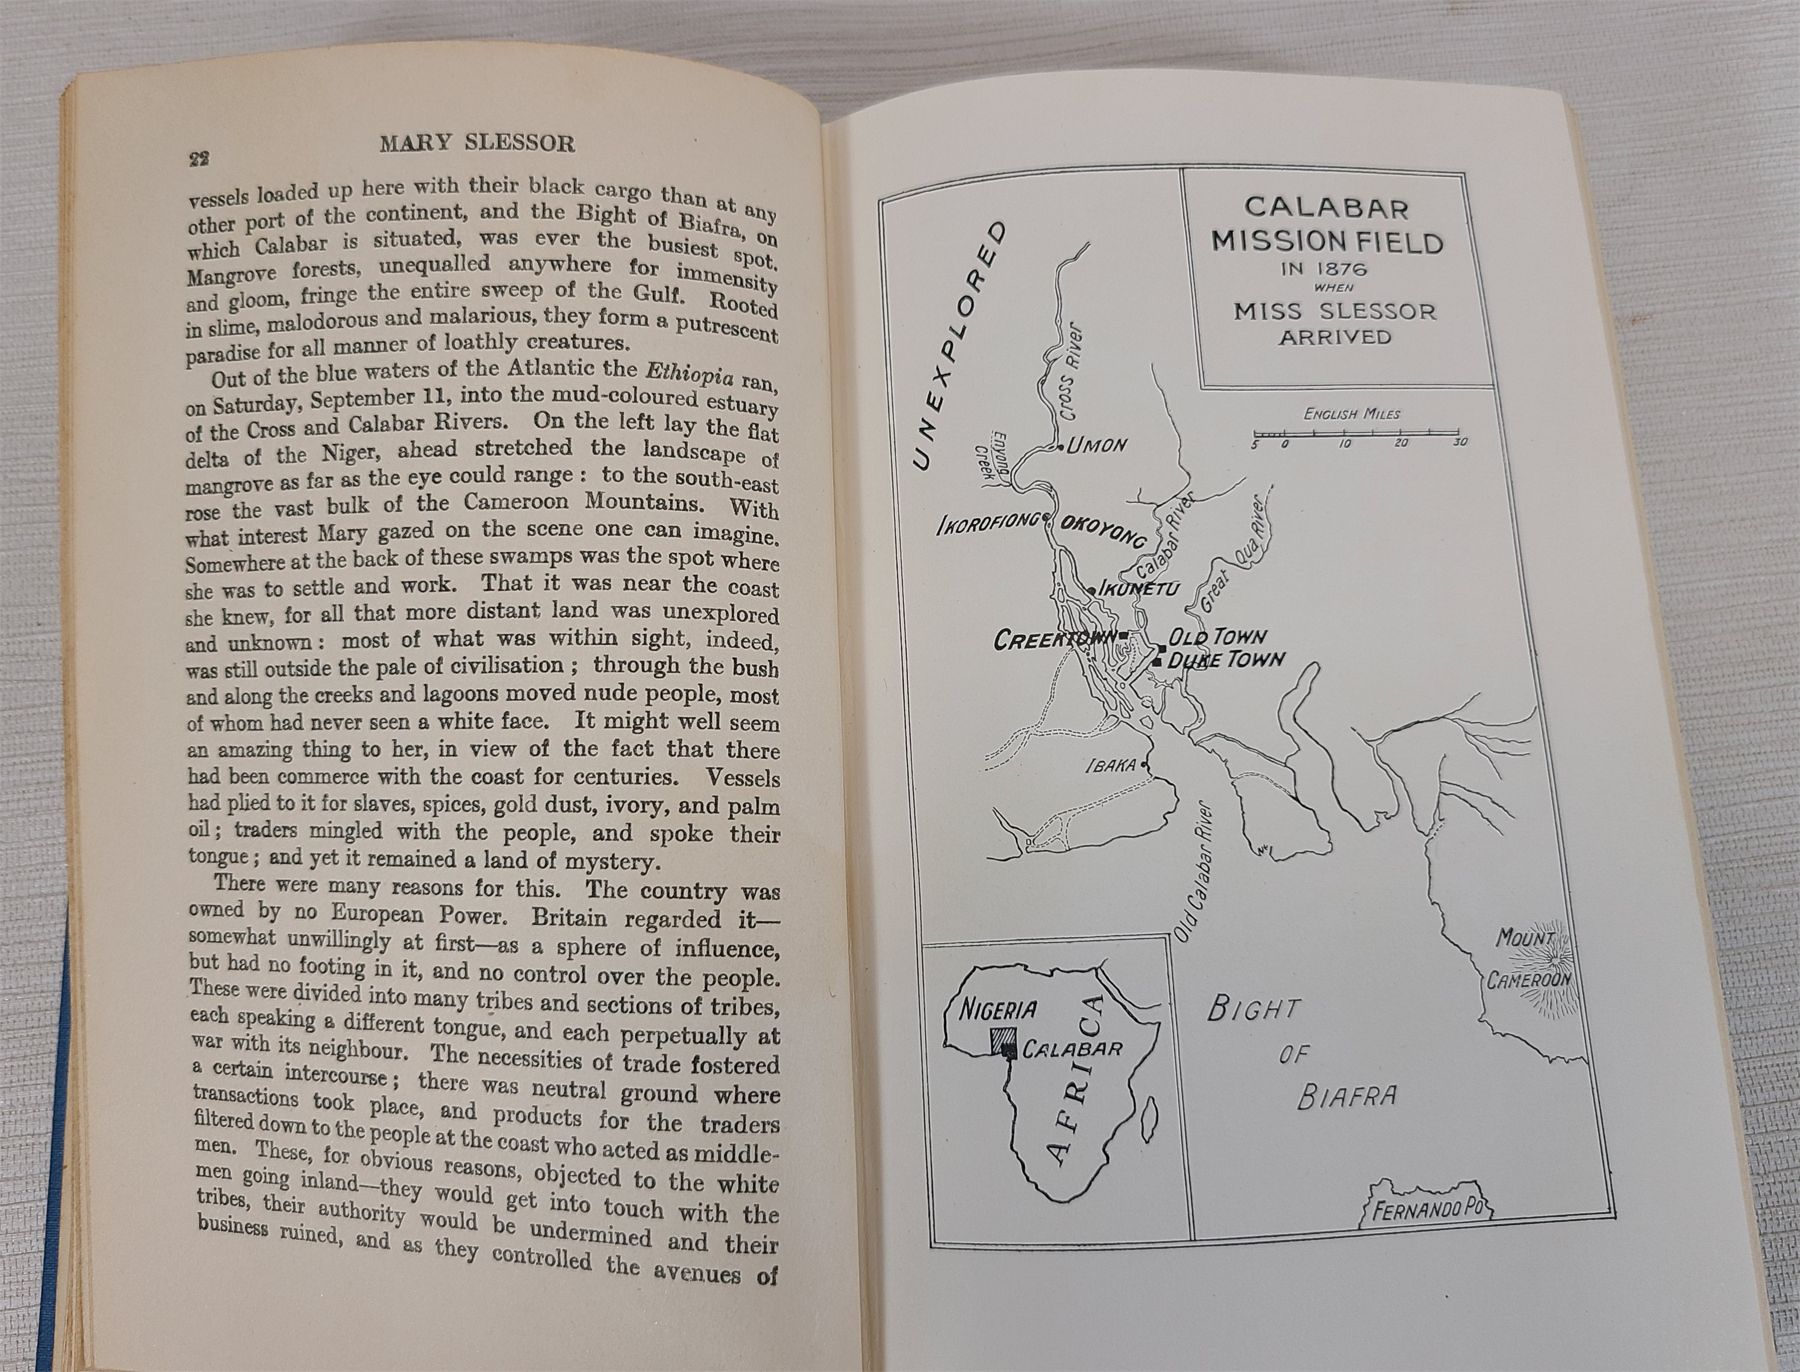 22
MARY SLESSOR
vessels loaded up here with their black cargo than at any
other port of the continent, and the Bight of Biafra, on
which Calabar is situated, was ever the busiest spot.
Mangrove forests, unequalled anywhere for immensity
and gloom, fringe the entire sweep of the Gulf. Rooted
in slime, malodorous and malarious, they form a putrescent
paradise for all manner of loathly creatures.
Out of the blue waters of the Atlantic the Ethiopia ran,
on Saturday, September 11, into the mud-coloured estuary
of the Cross and Calabar Rivers. On the left lay the flat
delta of the Niger, ahead stretched the landscape of
mangrove as far as the eye could range : to the south-east
rose the vast bulk of the Cameroon Mountains. With
what interest Mary gazed on the scene one can imagine.
Somewhere at the back of these swamps was the spot where
she was to settle and work. That it was near the coast
she knew, for all that more distant land was unexplored
and unknown : most of what was within sight, indeed,
was still outside the pale of civilisation ; through the bush
and along the creeks and lagoons moved nude people, most
of whom had never seen a white face. It might well seem
an amazing thing to her, in view of the fact that there
had been commerce with the coast for centuries. Vessels
had plied to it for slaves, spices, gold dust, ivory, and palm
oil ; traders mingled with the people, and spoke their
tongue ; and yet it remained a land of mystery.
There were many reasons for this. The country was
owned by no European Power. Britain regarded it—
somewhat unwillingly at first—as a sphere of influence,
but had no footing in it, and no control over the people.
These were divided into many tribes and sections of tribes,
each speaking a different tongue, and each perpetually at
war with its neighbour. The necessities of trade fostered
a certain intercourse ; there was neutral ground where
transactions took place, and products for the traders
filtered down to the people at the coast who acted as middle-
men. These, for obvious reasons, objected to the white
men going inland—they would get into touch with the
tribes, their authority would be undermined and their
business ruined, and as they controlled the avenues of
CALABAR
MISSION FIELD
IN 1876
WHEN
MISS SLESSOR
ARRIVED
ENGLISH MILES
5 0 10 20 30
UNEXPLORED
Cross River
UMON
Enyong
Creek
IKOROFIONG
OKOYONG
Calabar River
Great Qua River
IKUNETU
CREEKTOWN
OLD TOWN
DUKE TOWN
IBAKA
Old Calabar River
MOUNT
CAMEROON
BIGHT
OF
BIAFRA
FERNANDO PO
NIGERIA
CALABAR
AFRICA